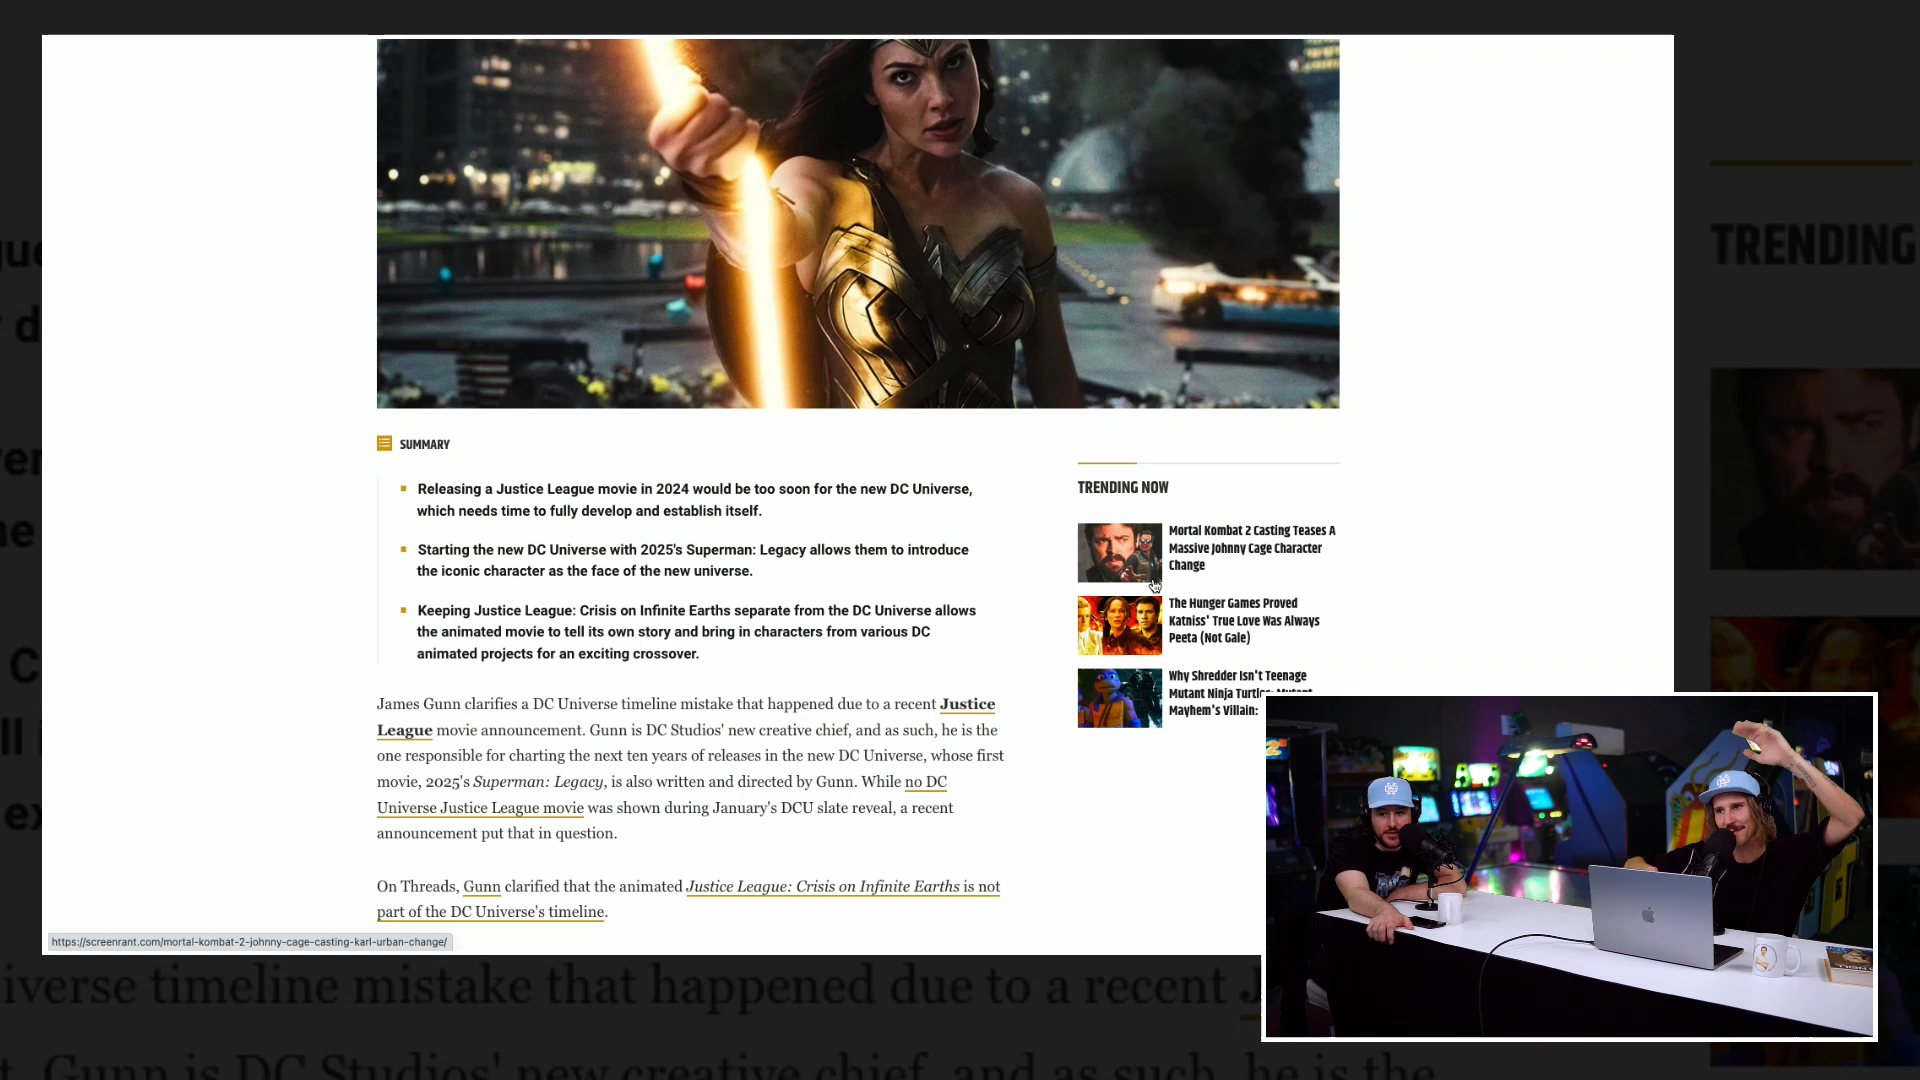 SUMMARY
Releasing a Justice League movie in 2024 would be too soon for the new DC Universe,
which needs time to fully develop and establish itself.
Starting the new DC Universe with 2025's Superman: Legacy allows them to introduce
the iconic character as the face of the new universe.
Keeping Justice League: Crisis on Infinite Earths separate from the DC Universe allows
the animated movie to tell its own story and bring in characters from various DC
animated projects for an exciting crossover.
James Gunn clarifies a DC Universe timeline mistake that happened due to a recent Justice
League movie announcement. Gunn is DC Studios' new creative chief, and as such, he is the
one responsible for charting the next ten years of releases in the new DC Universe, whose first
movie, 2025's Superman: Legacy, is also written and directed by Gunn. While no DC
Universe Justice League movie was shown during January's DCU slate reveal, a recent
announcement put that in question.
On Threads, Gunn clarified that the animated Justice League: Crisis on Infinite Earths is not
part of the DC Universe's timeline.
TRENDING NOW
Mortal Kombat 2 Casting Teases A
Massive Johnny Cage Character
Change
The Hunger Games Proved
Katniss' True Love Was Always
Peeta (Not Gale)
Why Shredder Isn't Teenage
Mutant Ninja Turtles: Mutant
Mayhem's Villain:
https://screenrant.com/mortal-kombat-2-johnny-cage-casting-karl-urban-change/
TRENDING
iverse timeline mistake that happened due to a recent
t. Gunn is DC Studios' new creative chief, and as such, he is the